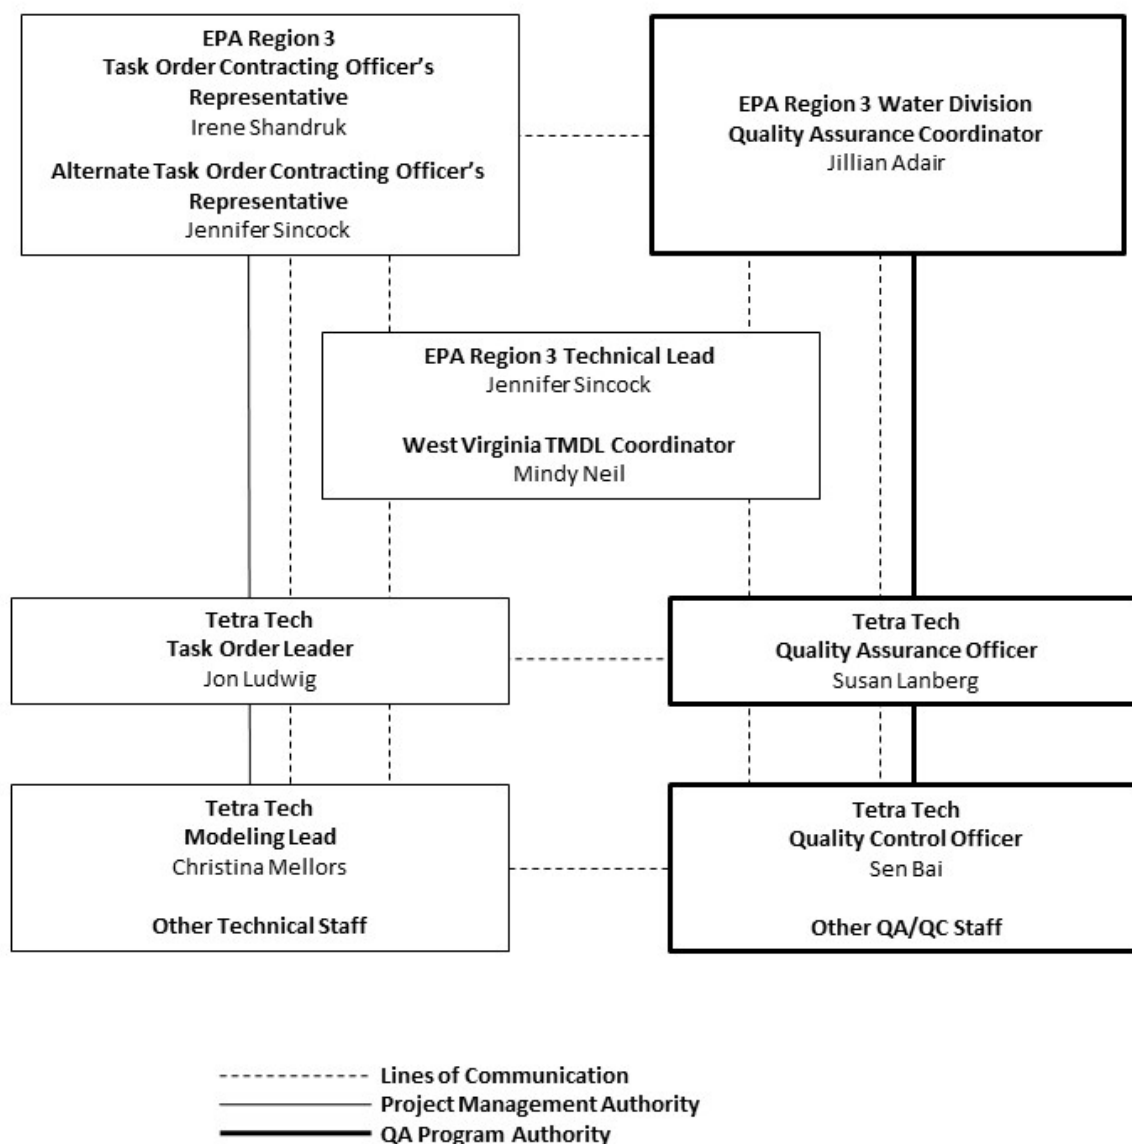 EPA Region 3
Task Order Contracting Officer’s
Representative
Irene Shandruk
Alternate Task Order Contracting Officer’s
Representative
Jennifer Sincock
EPA Region 3 Water Division
Quality Assurance Coordinator
Jillian Adair
EPA Region 3 Technical Lead
Jennifer Sincock
West Virginia TMDL Coordinator
Mindy Neil
Tetra Tech
Task Order Leader
Jon Ludwig
Tetra Tech
Quality Assurance Officer
Susan Lanberg
Tetra Tech
Modeling Lead
Christina Mellors
Other Technical Staff
Tetra Tech
Quality Control Officer
Sen Bai
Other QA/QC Staff
Lines of Communication
Project Management Authority
QA Program Authority